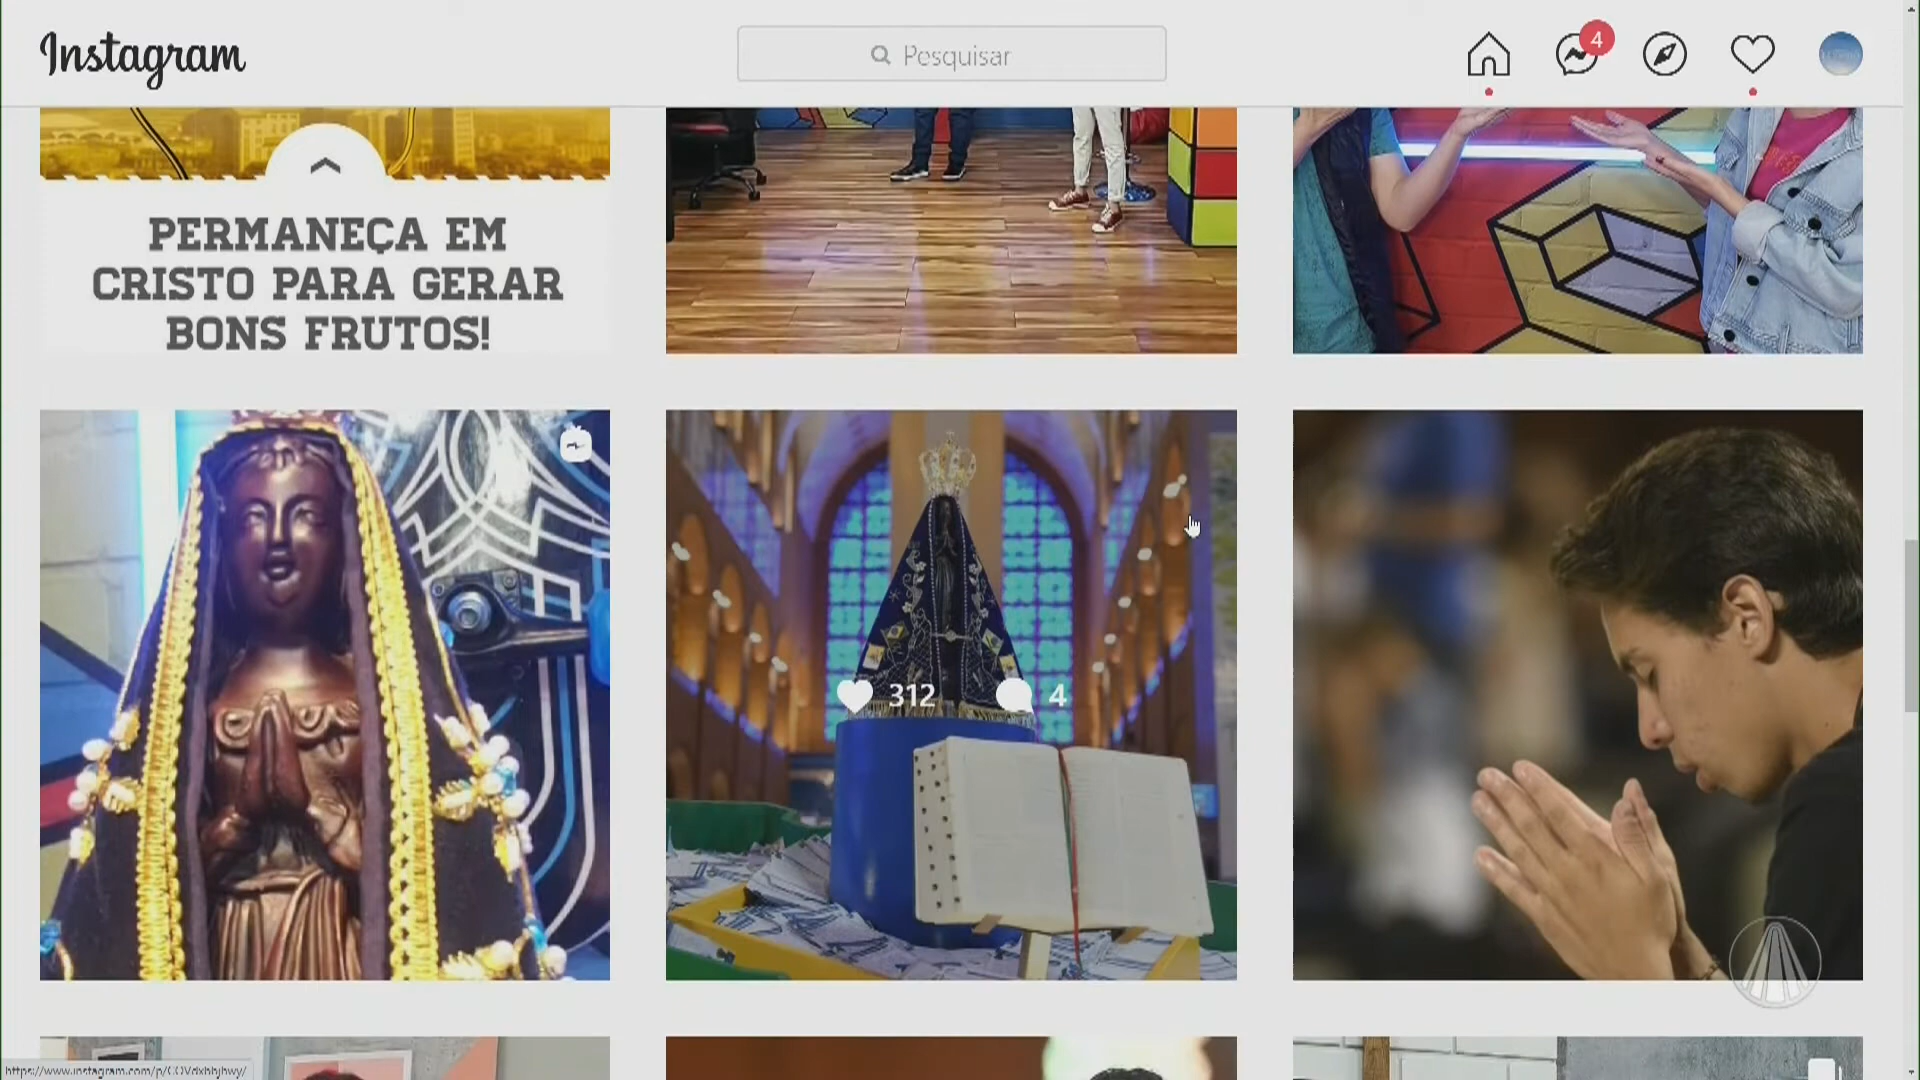 Instagram
Pesquisar
4
PERMANEÇA EM
CRISTO PARA GERAR
BONS FRUTOS!
312
4